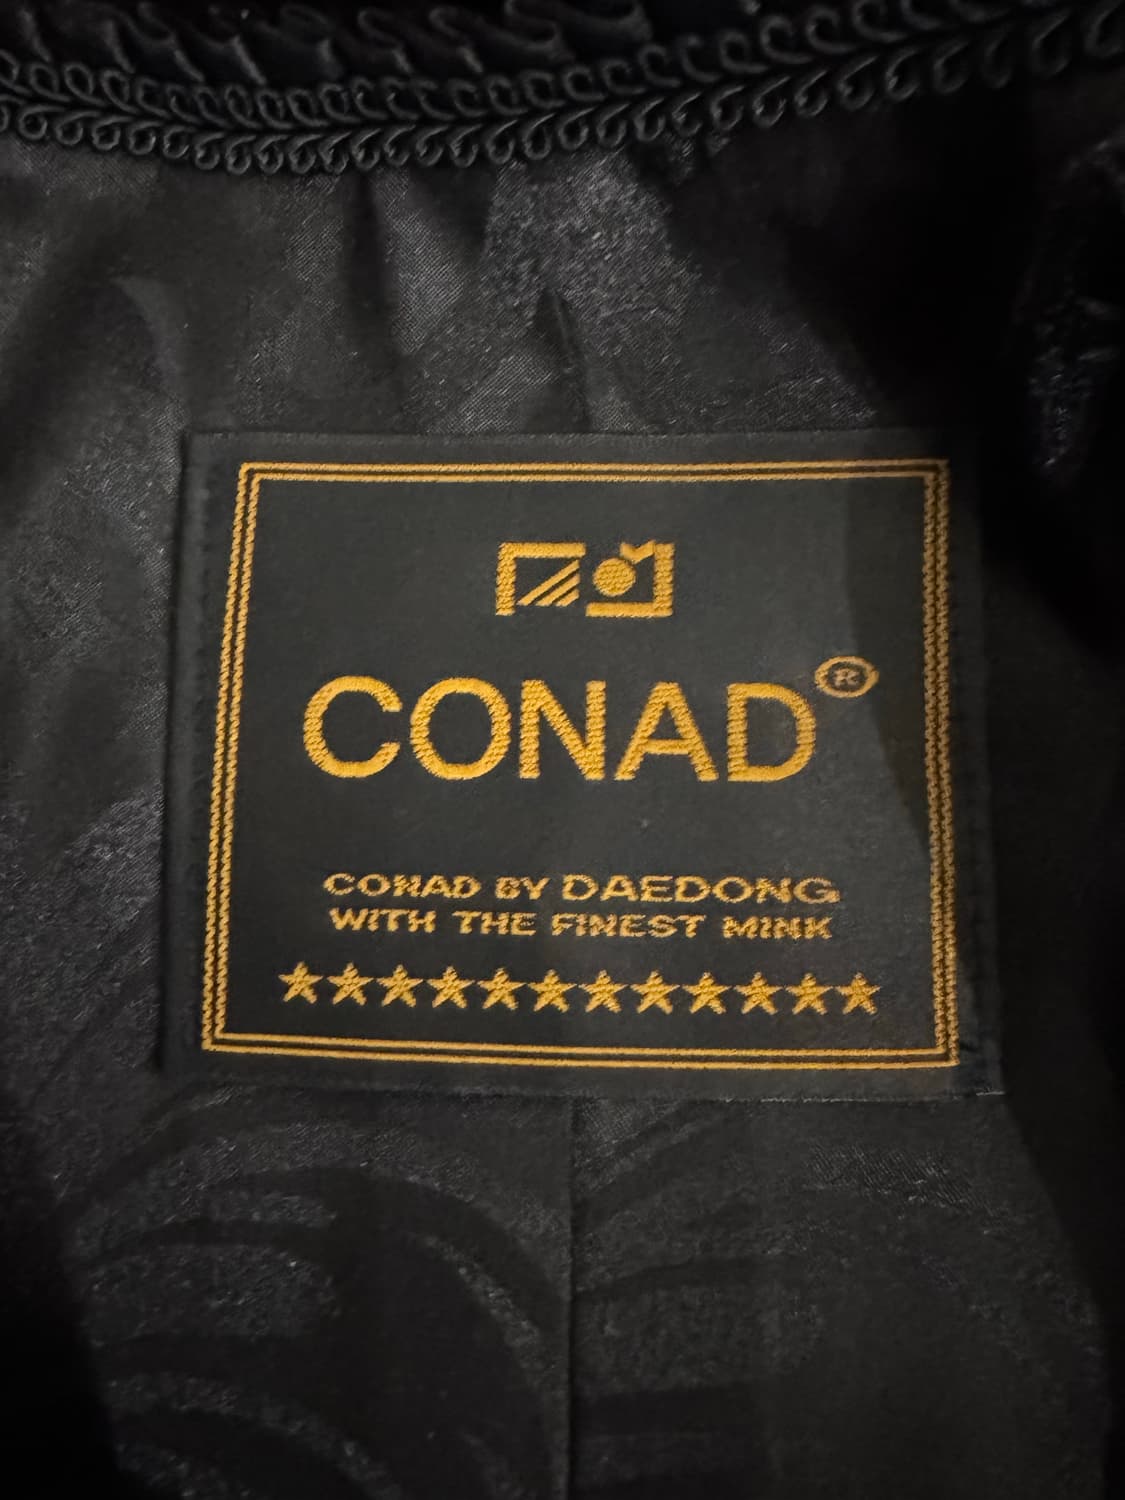 CONAD®
CONAD BY DAEDONG
WITH THE FINEST MINK